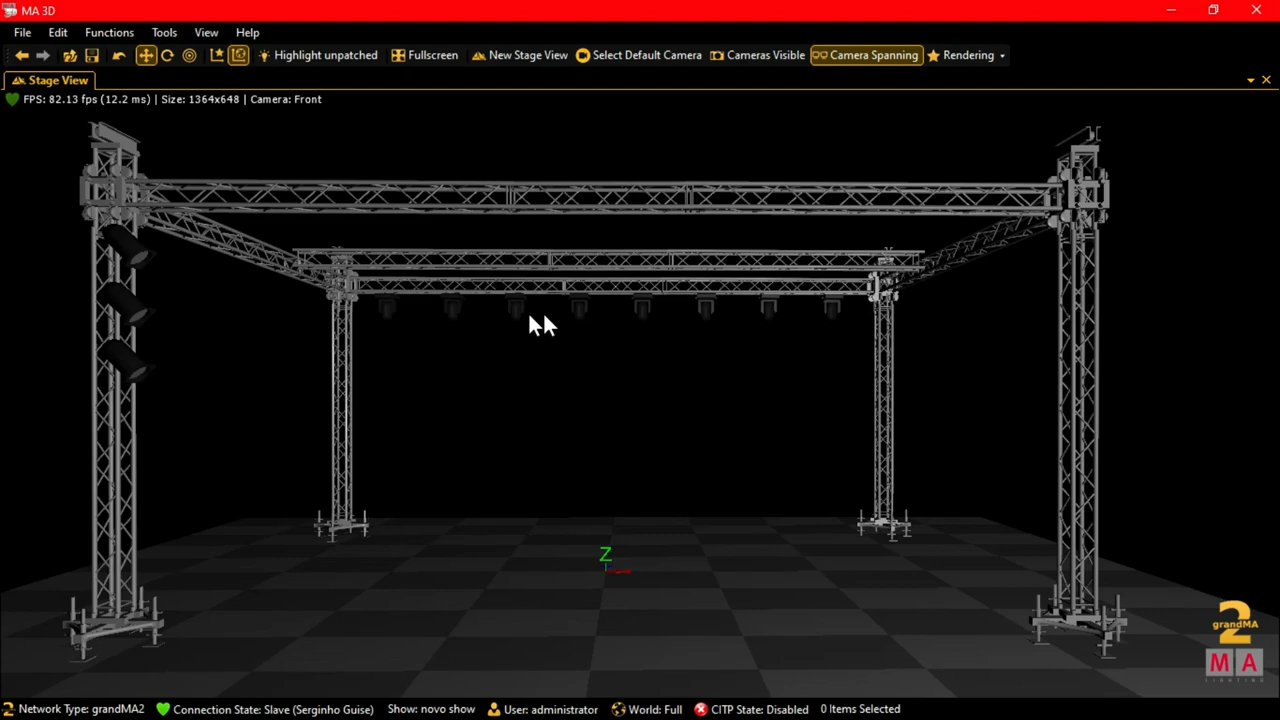 MA 3D
File Edit Functions Tools View Help
Highlight unpatched Fullscreen New Stage View Select Default Camera Cameras Visible Camera Spanning Rendering
Stage View
FPS: 82.13 fps (12.2 ms) | Size: 1364x648 | Camera: Front
Z
2
grandMA
M A
LIGHTING
2 Network Type: grandMA2 Connection State: Slave (Serginho Guise) Show: novo show User: administrator World: Full CITP State: Disabled 0 Items Selected